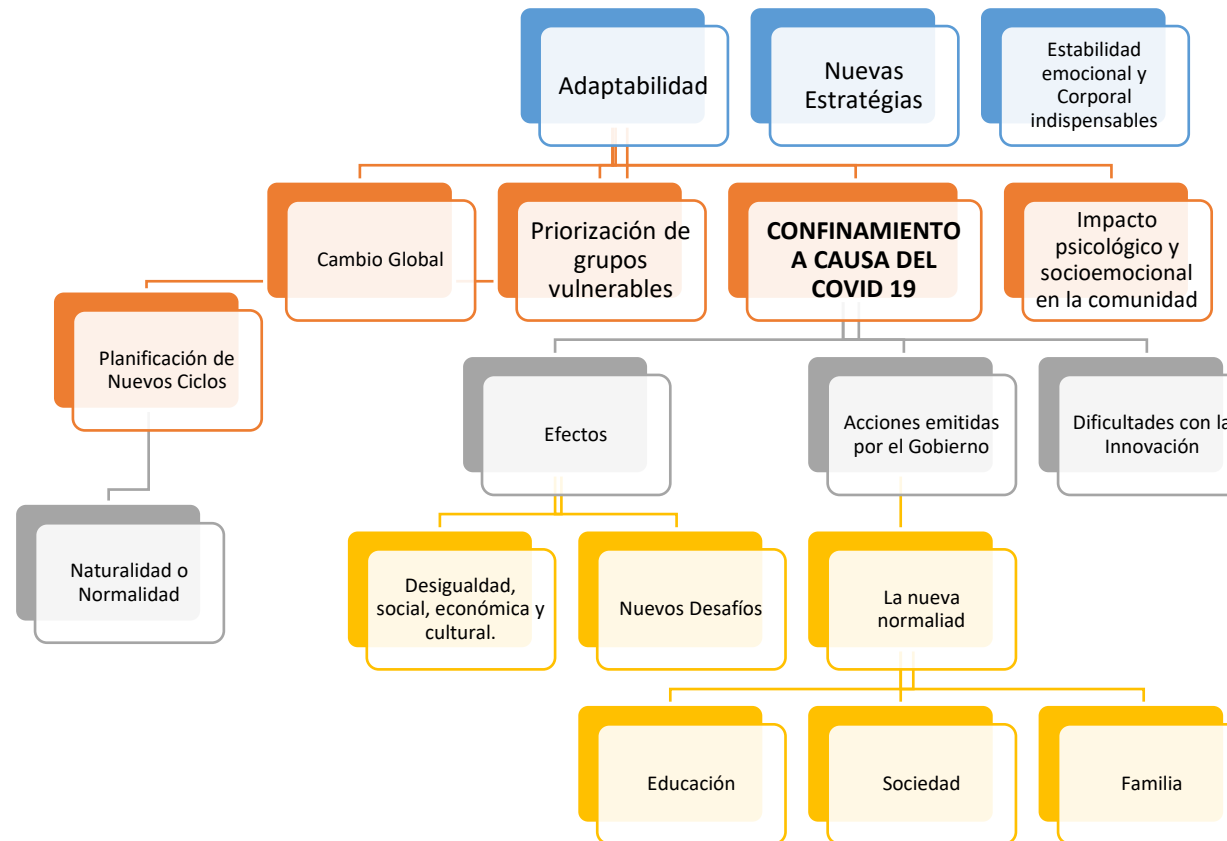 Adaptabilidad
Nuevas
Estratégias
Estabilidad
emocional y
Corporal
indispensables
Cambio Global
Priorización de
grupos
vulnerables
CONFINAMIENTO
A CAUSA DEL
COVID 19
Impacto
psicológico y
socioemocional
en la comunidad
Planificación de
Nuevos Ciclos
Efectos
Acciones emitidas
por el Gobierno
Dificultades con la
Innovación
Naturalidad o
Normalidad
Desigualdad,
social, económica y
cultural.
Nuevos Desafíos
La nueva
normaliad
Educación
Sociedad
Familia